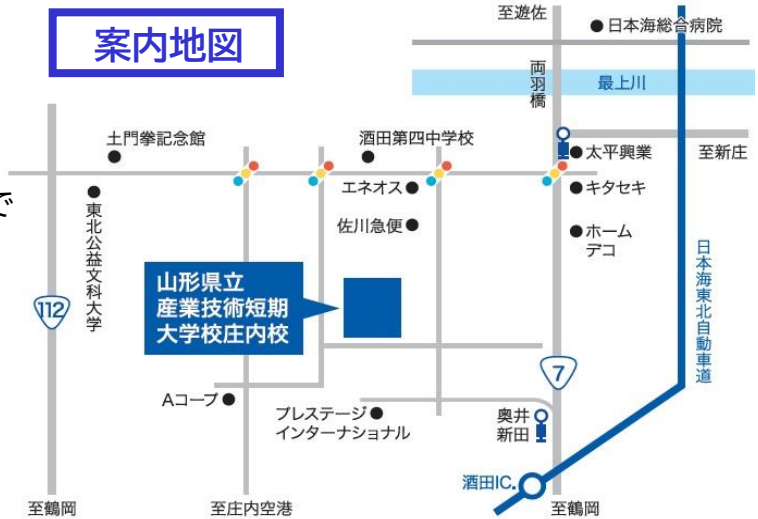 案内地図
至遊佐
日本海総合病院
両羽橋
最上川
土門拳記念館
酒田第四中学校
太平興業
至新庄
エネオス
キタセキ
で
東北公益文科大学
佐川急便
ホーム
デコ
日本海東北自動車道
山形県立
産業技術短期
大学校庄内校
112
7
Aコープ
プレステージ
インターナショナル
奥井
新田
酒田IC.
至鶴岡
至庄内空港
至鶴岡